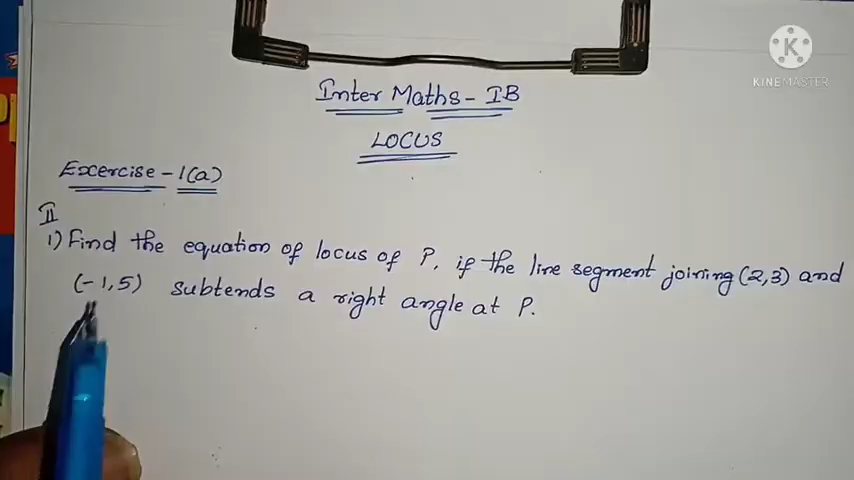 KINEMASTER
Inter Maths - IB
LOCUS
Excercise - 1(a)
II
1) Find the equation of locus of P, if the line segment joining (2,3) and
(-1,5) subtends a right angle at P.